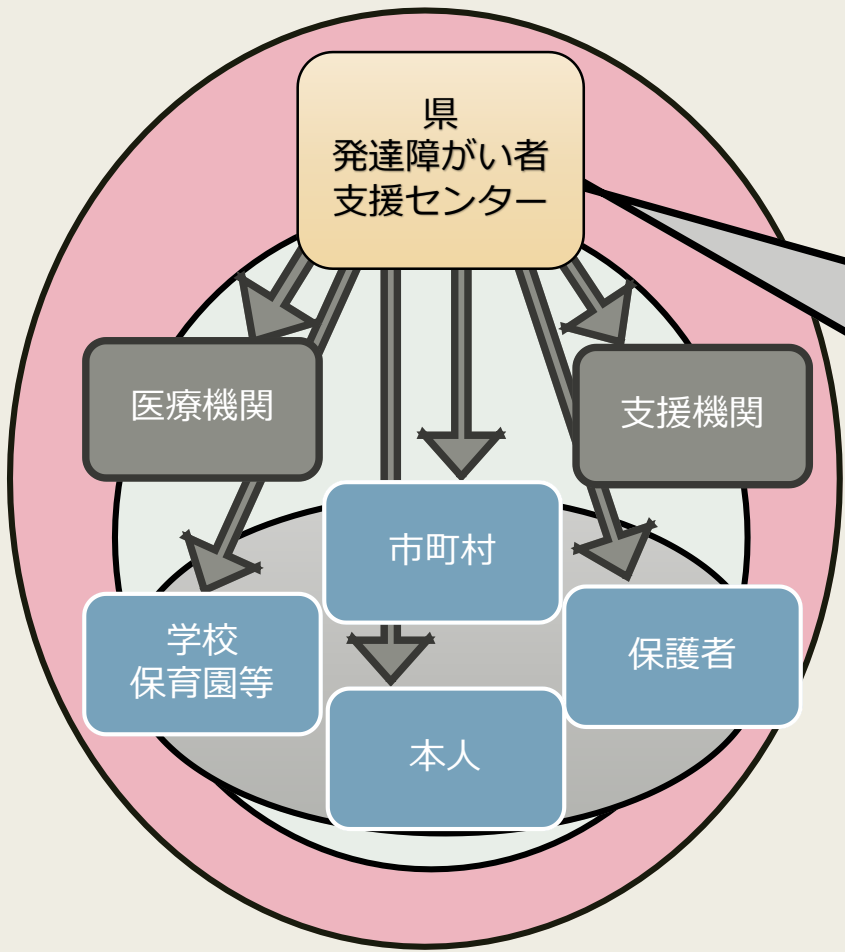 県
発達障がい者
支援センター
医療機関
支援機関
市町村
学校
保育園等
保護者
本人